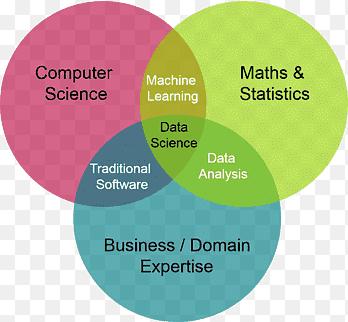 Computer
Science
Maths &
Statistics
Machine
Learning
Data
Science
Traditional
Software
Data
Analysis
Business / Domain
Expertise